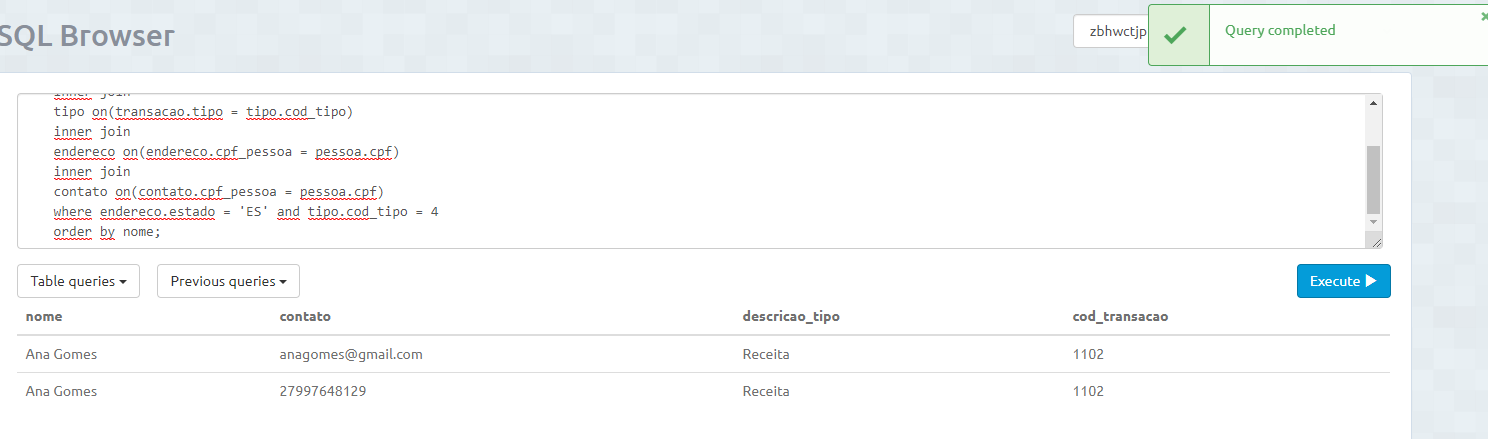 SQL Browser
zbhwctjp
Query completed
inner join
tipo on(transacao.tipo = tipo.cod_tipo)
inner join
endereco on(endereco.cpf_pessoa = pessoa.cpf)
inner join
contato on(contato.cpf_pessoa = pessoa.cpf)
where endereco.estado = 'ES' and tipo.cod_tipo = 4
order by nome;
Table queries
Previous queries
Execute
nome contato descricao_tipo cod_transacao
Ana Gomes anagomes@gmail.com Receita 1102
Ana Gomes 27997648129 Receita 1102